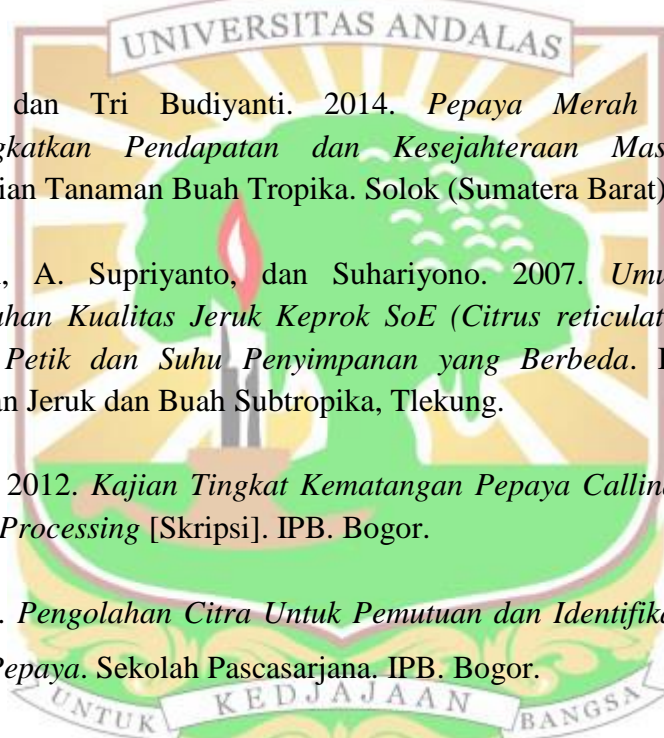 UNIVERSITAS ANDALAS
dan Tri Budiyanti. 2014. Pepaya Merah
gkatkan Pendapatan dan Kesejahteraan Mas
ian Tanaman Buah Tropika. Solok (Sumatera Barat)
, A. Supriyanto, dan Suhariyono. 2007. Umu
ahan Kualitas Jeruk Keprok SoE (Citrus reticulat
Petik dan Suhu Penyimpanan yang Berbeda.
an Jeruk dan Buah Subtropika, Tlekung.
2012. Kajian Tingkat Kematangan Pepaya Callina
Processing [Skripsi]. IPB. Bogor.
. Pengolahan Citra Untuk Pemutuan dan Identifika
Pepaya. Sekolah Pascasarjana. IPB. Bogor.
UNTUK KEDJAJAAN BANGSA